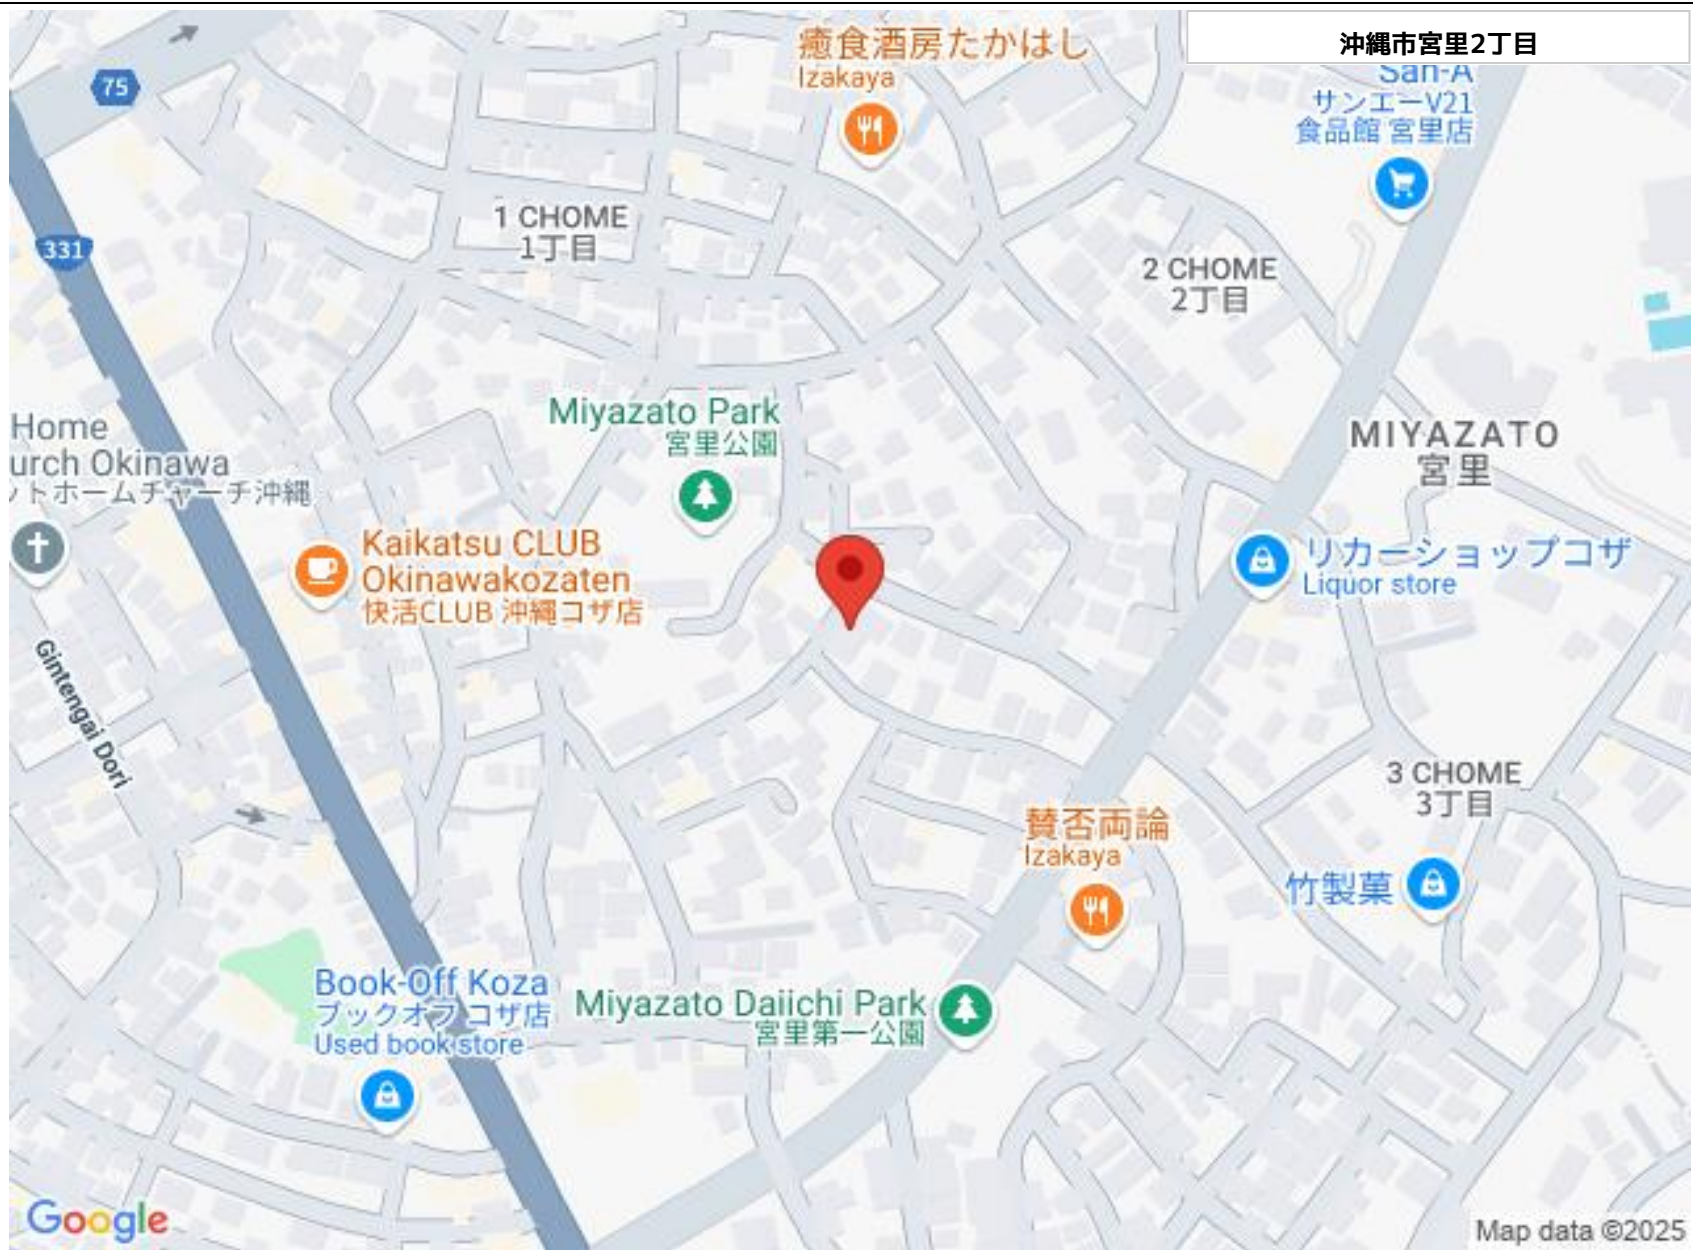 沖縄市宮里2丁目
75
癒食酒房たかはし
Izakaya
San-A
サンエーV21
食品館 宮里店
1 CHOME
1丁目
331
2 CHOME
2丁目
Miyazato Park
宮里公園
MIYAZATO
宮里
Home
urch Okinawa
ットホームチャーチ沖縄
Kaikatsu CLUB
Okinawakozaten
快活CLUB 沖縄コザ店
リカーショップコザ
Liquor store
Gintengai Dori
3 CHOME
3丁目
賛否両論
Izakaya
竹製菓
Book-Off Koza
ブックオフ コザ店
Used book store
Miyazato Daiichi Park
宮里第一公園
Google
Map data ©2025